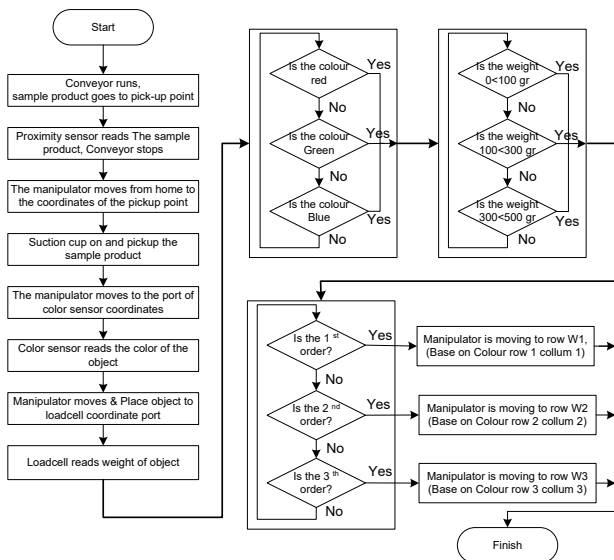 Start
Conveyor runs,
sample product goes to pick-up point
Proximity sensor reads The sample
product, Conveyor stops
The manipulator moves from home to
the coordinates of the pickup point
Suction cup on and pickup the
sample product
The manipulator moves to the port of
color sensor coordinates
Color sensor reads the color of the
object
Manipulator moves & Place object to
loadcell coordinate port
Loadcell reads weight of object
Is the colour
red
Yes
No
Is the colour
Green
Yes
No
Is the colour
Blue
Yes
No
Is the weight
0<100 gr
Yes
No
Is the weight
100<300 gr
Yes
No
Is the weight
300<500 gr
Yes
No
Is the 1 st
order?
Yes
No
Manipulator is moving to row W1,
(Base on Colour row 1 collum 1)
Is the 2 nd
order?
Yes
No
Manipulator is moving to row W2
(Base on Colour row 2 collum 2)
Is the 3 th
order?
Yes
No
Manipulator is moving to row W3
(Base on Colour row 3 collum 3)
Finish